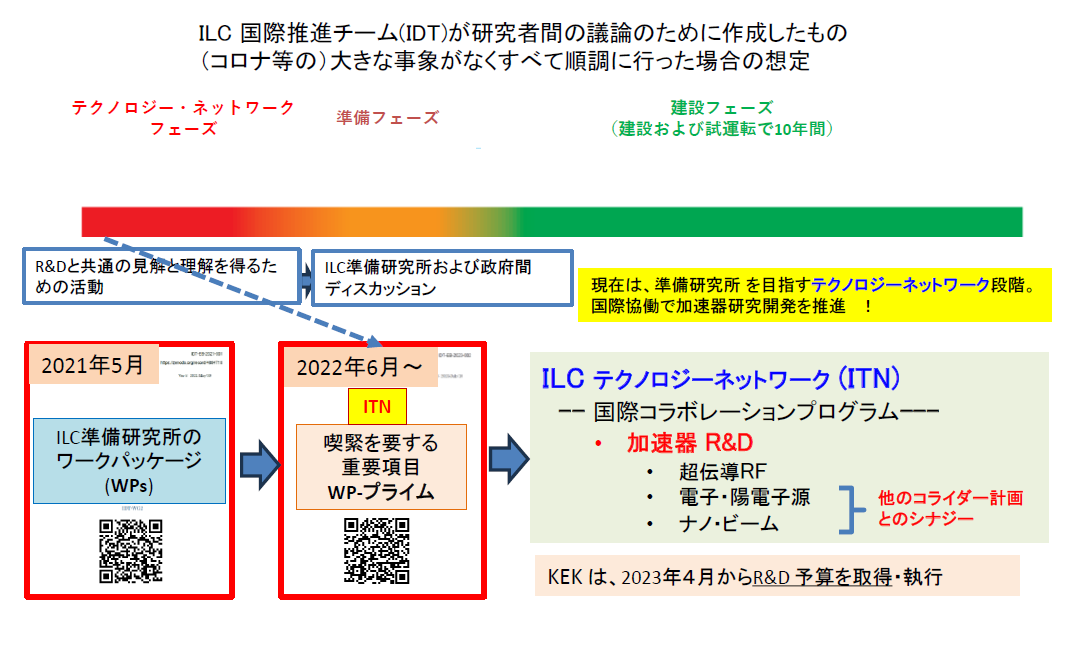 ILC 国際推進チーム(IDT)が研究者間の議論のために作成したもの
（コロナ等の）大きな事象がなくすべて順調に行った場合の想定
テクノロジー・ネットワーク
フェーズ
準備フェーズ
建設フェーズ
（建設および試運転で10年間）
R&Dと共通の見解と理解を得るた
めの活動
ILC準備研究所および政府間
ディスカッション
現在は、準備研究所 を目指すテクノロジーネットワーク段階。
国際協働で加速器研究開発を推進　！
2021年5月
ILC準備研究所の
ワークパッケージ
(WPs)
2022年6月～
ITN
喫緊を要する
重要項目
WP-プライム
ILC テクノロジーネットワーク (ITN)
−− 国際コラボレーションプログラム−−−
• 加速器 R&D
• 超伝導RF
• 電子・陽電子源
• ナノ・ビーム
他のコライダー計画
とのシナジー
KEK は、2023年４月からR&D 予算を取得・執行